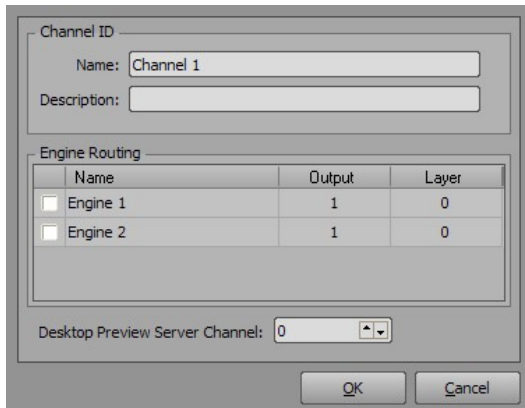 Channel ID
Name: Channel 1
Description:
Engine Routing
Name Output Layer
Engine 1 1 0
Engine 2 1 0
Desktop Preview Server Channel: 0
OK Cancel